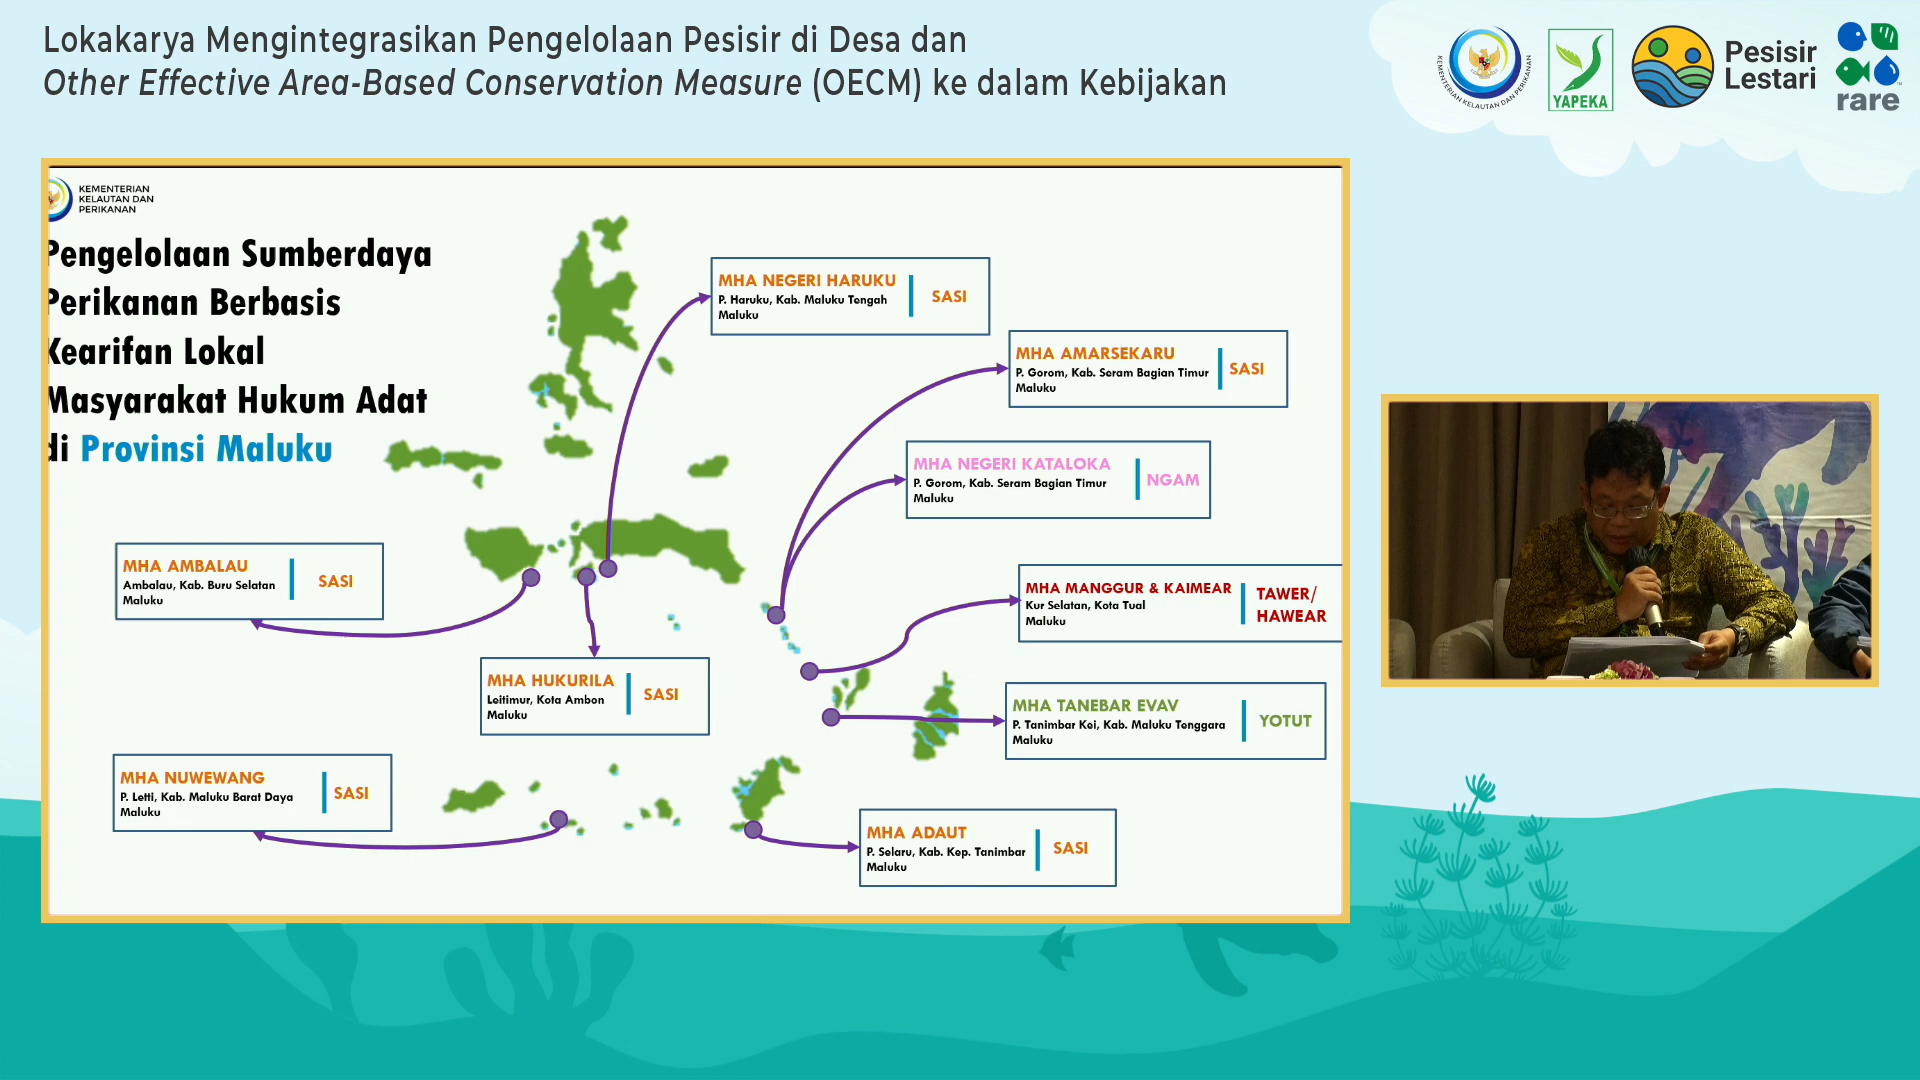 Lokakarya Mengintegrasikan Pengelolaan Pesisir di Desa dan
Other Effective Area-Based Conservation Measure (OECM) ke dalam Kebijakan
KEMENTERIAN KELAUTAN DAN PERIKANAN
YAPEKA
Pesisir
Lestari
rare
KEMENTERIAN
KELAUTAN DAN
PERIKANAN
Pengelolaan Sumberdaya
Perikanan Berbasis
Kearifan Lokal
Masyarakat Hukum Adat
di Provinsi Maluku
MHA NEGERI HARUKU
P. Haruku, Kab. Maluku Tengah
Maluku
SASI
MHA AMARSEKARU
P. Gorom, Kab. Seram Bagian Timur
Maluku
SASI
MHA NEGERI KATALOKA
P. Gorom, Kab. Seram Bagian Timur
Maluku
NGAM
MHA AMBALAU
Ambalau, Kab. Buru Selatan
Maluku
SASI
MHA MANGGUR & KAIMEAR
Kur Selatan, Kota Tual
Maluku
TAWER/
HAWEAR
MHA HUKURILA
Leitimur, Kota Ambon
Maluku
SASI
MHA TANEBAR EVAV
P. Tanimbar Kei, Kab. Maluku Tenggara
Maluku
YOTUT
MHA NUWEWANG
P. Letti, Kab. Maluku Barat Daya
Maluku
SASI
MHA ADAUT
P. Selaru, Kab. Kep. Tanimbar
Maluku
SASI